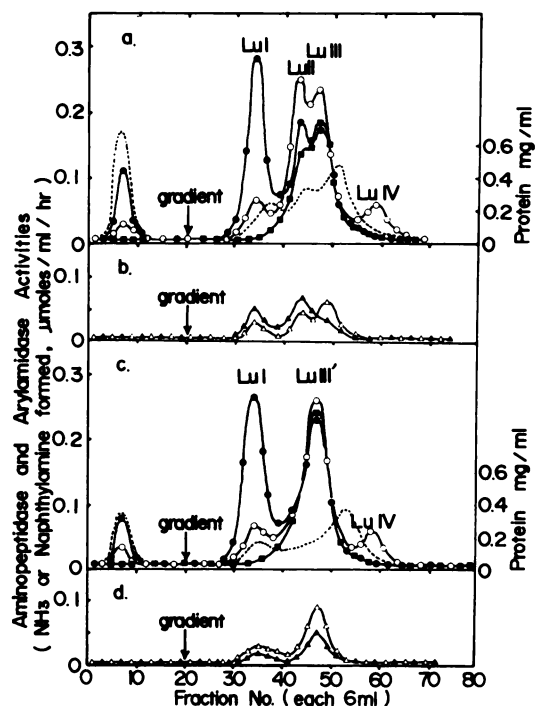 a.
Lu I
Lu II
Lu III
Lu IV
gradient
0.3
0.2
0.1
0
0.6
0.4
0.2
0
Protein mg/ml
b.
gradient
0.1
0
c.
Lu I
Lu III'
Lu IV
gradient
0.3
0.2
0.1
0
0.6
0.4
0.2
0
Protein mg/ml
d.
gradient
0.1
0
0 10 20 30 40 50 60 70 80
Fraction No. (each 6ml)
Aminopeptidase and Arylamidase Activities
(NH3 or Naphthylamine formed, μmoles/ml/hr)